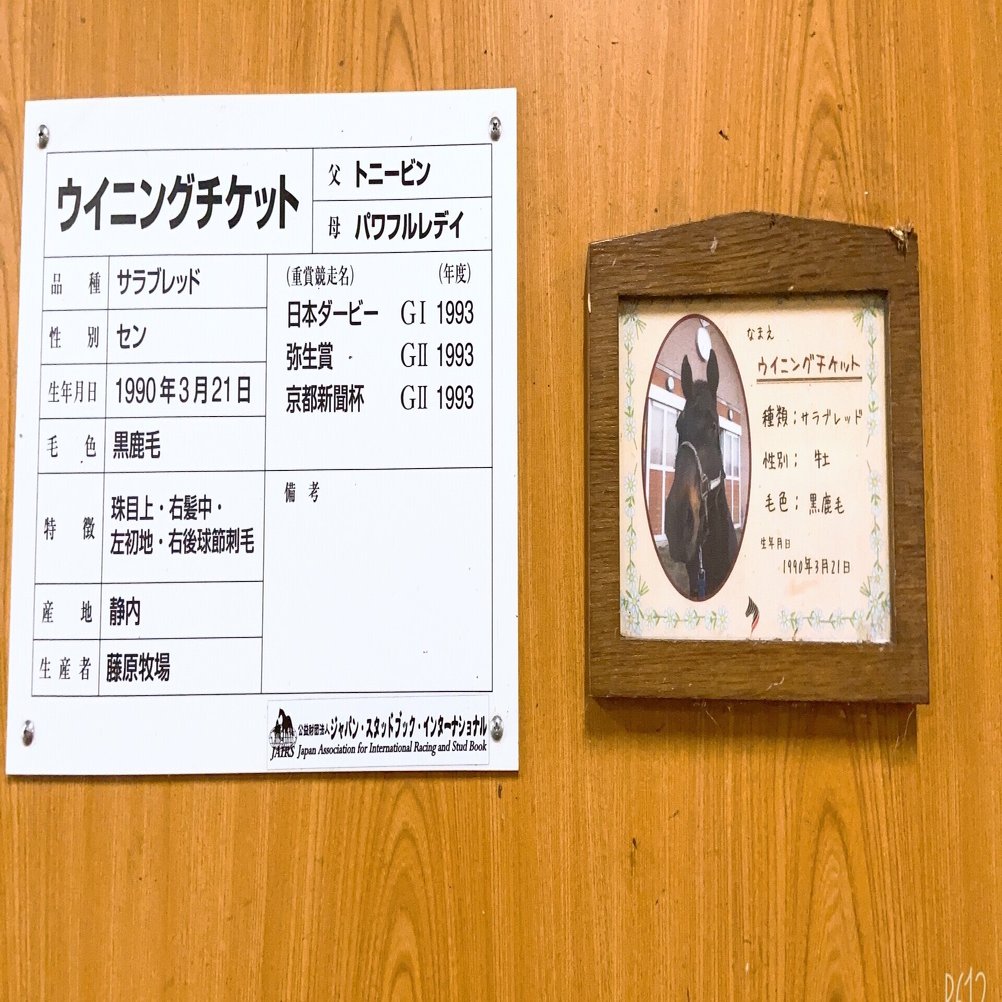 ウイニングチケット
父 トニービン
母 パワフルレデイ
品種 サラブレッド
性別 セン
生年月日 1990年3月21日
毛色 黒鹿毛
特徴 珠目上・右髪中・
左初地・右後球節刺毛
産地 静内
生産者 藤原牧場
(重賞競走名) (年度)
日本ダービー GⅠ 1993
弥生賞 GⅡ 1993
京都新聞杯 GⅡ 1993
備考
JAIRS
公益財団法人ジャパン・スタッドブック・インターナショナル
Japan Association for International Racing and Stud Book
なまえ
ウイニングチケット
種類;サラブレッド
性別; 牡
毛色; 黒鹿毛
生年月日
1990年3月21日